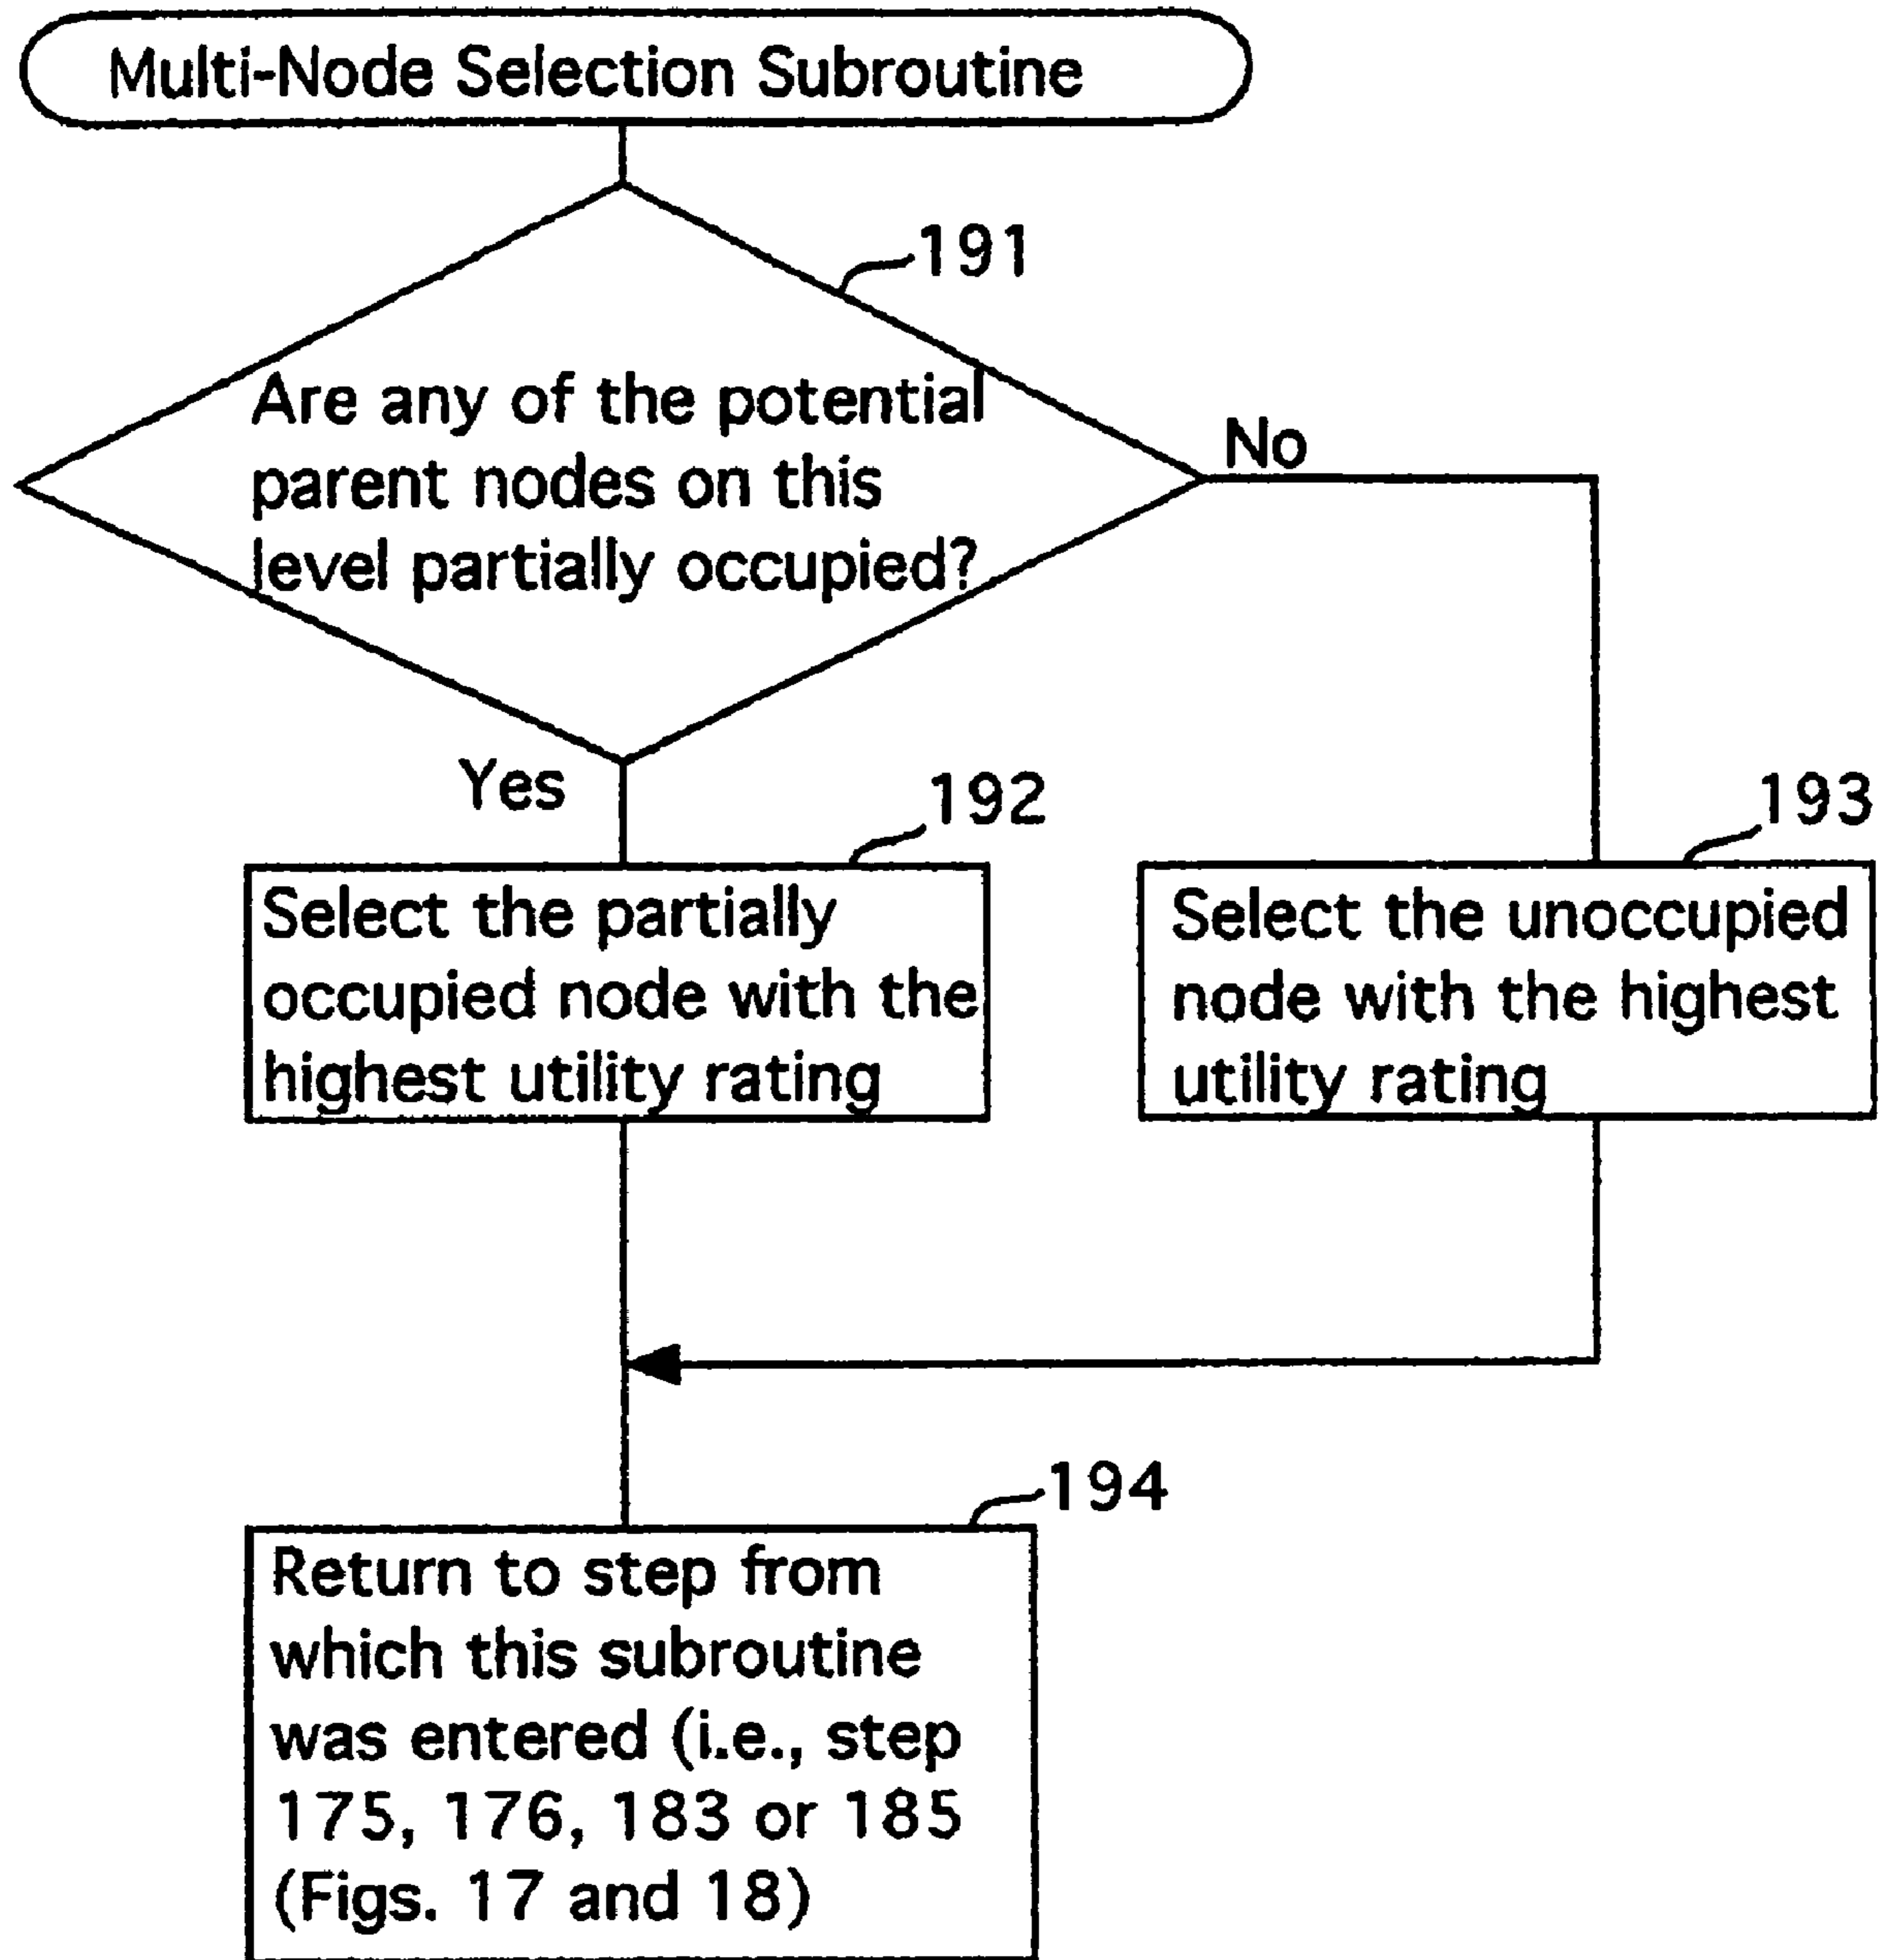 Multi-Node Selection Subroutine
191
Are any of the potential
parent nodes on this
level partially occupied?
No
Yes
192
193
Select the partially
occupied node with the
highest utility rating
Select the unoccupied
node with the highest
utility rating
194
Return to step from
which this subroutine
was entered (i.e., step
175, 176, 183 or 185
(Figs. 17 and 18)